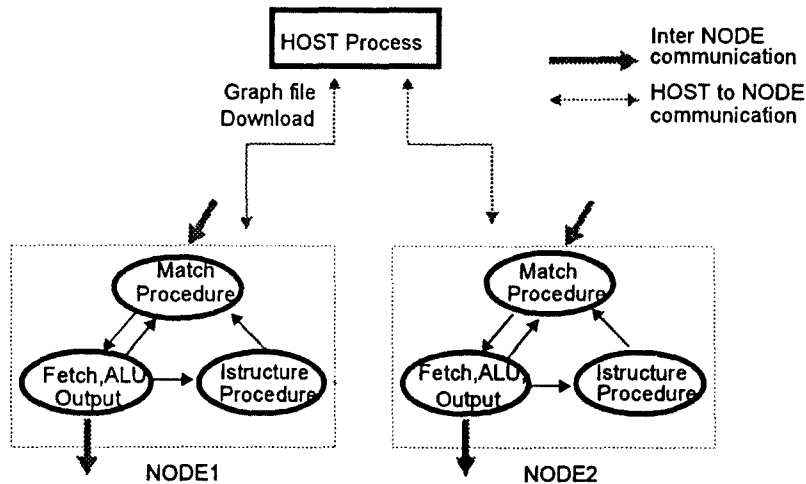 HOST Process
Inter NODE
communication
HOST to NODE
communication
Graph file
Download
Match
Procedure
Fetch,ALU,
Output
Istructure
Procedure
NODE1
Match
Procedure
Fetch,ALU,
Output
Istructure
Procedure
NODE2